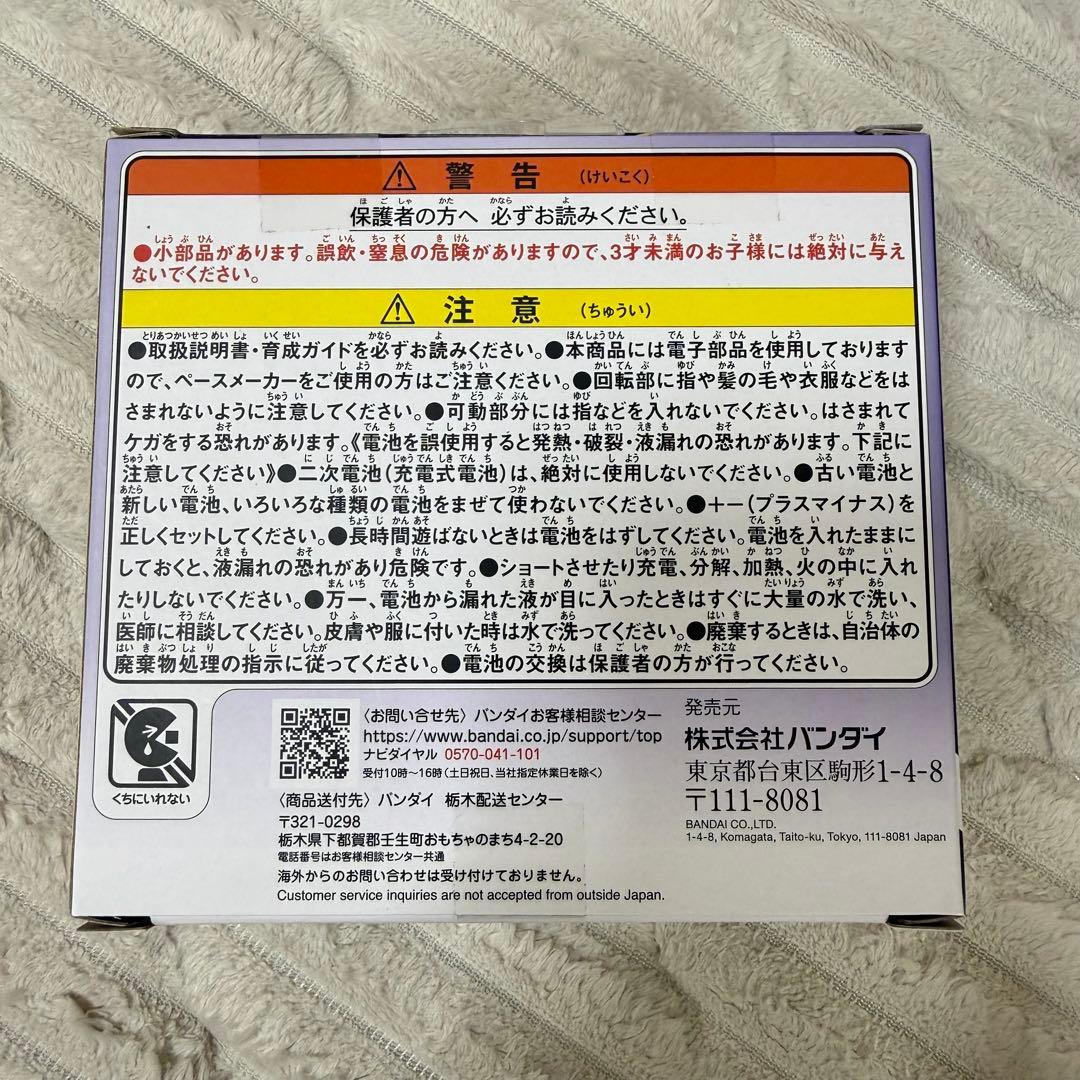 ⚠ 警告 (けいこく)
保護者の方へ 必ずお読みください。
●小部品があります。誤飲・窒息の危険がありますので、3才未満のお子様には絶対に与え
ないでください。
⚠ 注意 (ちゅうい)
●取扱説明書・育成ガイドを必ずお読みください。●本商品には電子部品を使用しております
ので、ペースメーカーをご使用の方はご注意ください。●回転部に指や髪の毛や衣服などをは
さまれないように注意してください。●可動部分には指などを入れないでください。はさまれて
ケガをする恐れがあります。《電池を誤使用すると発熱・破裂・液漏れの恐れがあります。下記に
注意してください》●二次電池(充電式電池)は、絶対に使用しないでください。●古い電池と
新しい電池、いろいろな種類の電池をまぜて使わないでください。●+-(プラスマイナス)を
正しくセットしてください。●長時間遊ばないときは電池をはずしてください。電池を入れたままに
しておくと、液漏れの恐れがあり危険です。●ショートさせたり充電、分解、加熱、火の中に入れ
たりしないでください。●万一、電池から漏れた液が目に入ったときはすぐに大量の水で洗い、
医師に相談してください。皮膚や服に付いた時は水で洗ってください。●廃棄するときは、自治体の
廃棄物処理の指示に従ってください。●電池の交換は保護者の方が行ってください。
くちにいれない
〈お問い合せ先〉バンダイお客様相談センター
https://www.bandai.co.jp/support/top
ナビダイヤル 0570-041-101
受付10時〜16時(土日祝日、当社指定休業日を除く)
〈商品送付先〉バンダイ 栃木配送センター
〒321-0298
栃木県下都賀郡壬生町おもちゃのまち4-2-20
電話番号はお客様相談センター共通
海外からのお問い合わせは受け付けておりません。
Customer service inquiries are not accepted from outside Japan.
発売元
株式会社バンダイ
東京都台東区駒形1-4-8
〒111-8081
BANDAI CO.,LTD.
1-4-8, Komagata, Taito-ku, Tokyo, 111-8081 Japan